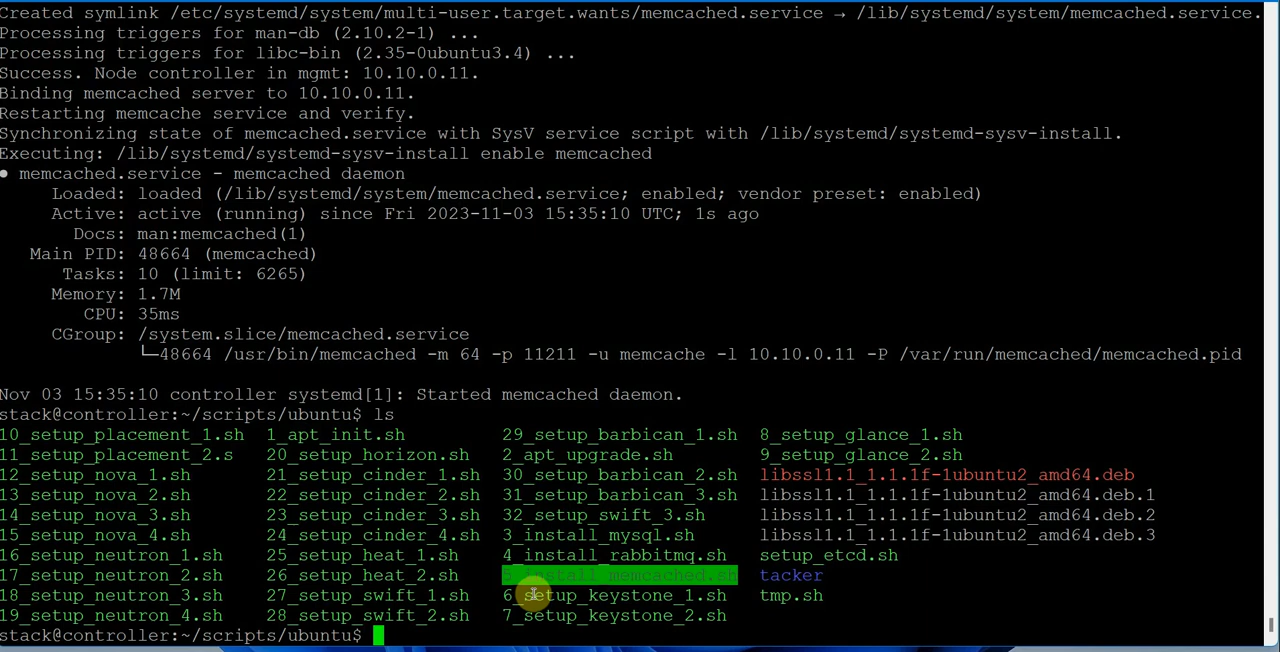 Created symlink /etc/systemd/system/multi-user.target.wants/memcached.service → /lib/systemd/system/memcached.service.
Processing triggers for man-db (2.10.2-1) ...
Processing triggers for libc-bin (2.35-0ubuntu3.4) ...
Success. Node controller in mgmt: 10.10.0.11.
Binding memcached server to 10.10.0.11.
Restarting memcache service and verify.
Synchronizing state of memcached.service with SysV service script with /lib/systemd/systemd-sysv-install.
Executing: /lib/systemd/systemd-sysv-install enable memcached
● memcached.service - memcached daemon
Loaded: loaded (/lib/systemd/system/memcached.service; enabled; vendor preset: enabled)
Active: active (running) since Fri 2023-11-03 15:35:10 UTC; 1s ago
Docs: man:memcached(1)
Main PID: 48664 (memcached)
Tasks: 10 (limit: 6265)
Memory: 1.7M
CPU: 35ms
CGroup: /system.slice/memcached.service
└─48664 /usr/bin/memcached -m 64 -p 11211 -u memcache -l 10.10.0.11 -P /var/run/memcached/memcached.pid
Nov 03 15:35:10 controller systemd[1]: Started memcached daemon.
stack@controller:~/scripts/ubuntu$ ls
10_setup_placement_1.sh 1_apt_init.sh 29_setup_barbican_1.sh 8_setup_glance_1.sh
11_setup_placement_2.s 20_setup_horizon.sh 2_apt_upgrade.sh 9_setup_glance_2.sh
12_setup_nova_1.sh 21_setup_cinder_1.sh 30_setup_barbican_2.sh libssl1.1_1.1.1f-1ubuntu2_amd64.deb
13_setup_nova_2.sh 22_setup_cinder_2.sh 31_setup_barbican_3.sh libssl1.1_1.1.1f-1ubuntu2_amd64.deb.1
14_setup_nova_3.sh 23_setup_cinder_3.sh 32_setup_swift_3.sh libssl1.1_1.1.1f-1ubuntu2_amd64.deb.2
15_setup_nova_4.sh 24_setup_cinder_4.sh 3_install_mysql.sh libssl1.1_1.1.1f-1ubuntu2_amd64.deb.3
16_setup_neutron_1.sh 25_setup_heat_1.sh 4_install_rabbitmq.sh setup_etcd.sh
17_setup_neutron_2.sh 26_setup_heat_2.sh 5_install_memcached.sh tacker
18_setup_neutron_3.sh 27_setup_swift_1.sh 6_setup_keystone_1.sh tmp.sh
19_setup_neutron_4.sh 28_setup_swift_2.sh 7_setup_keystone_2.sh
stack@controller:~/scripts/ubuntu$